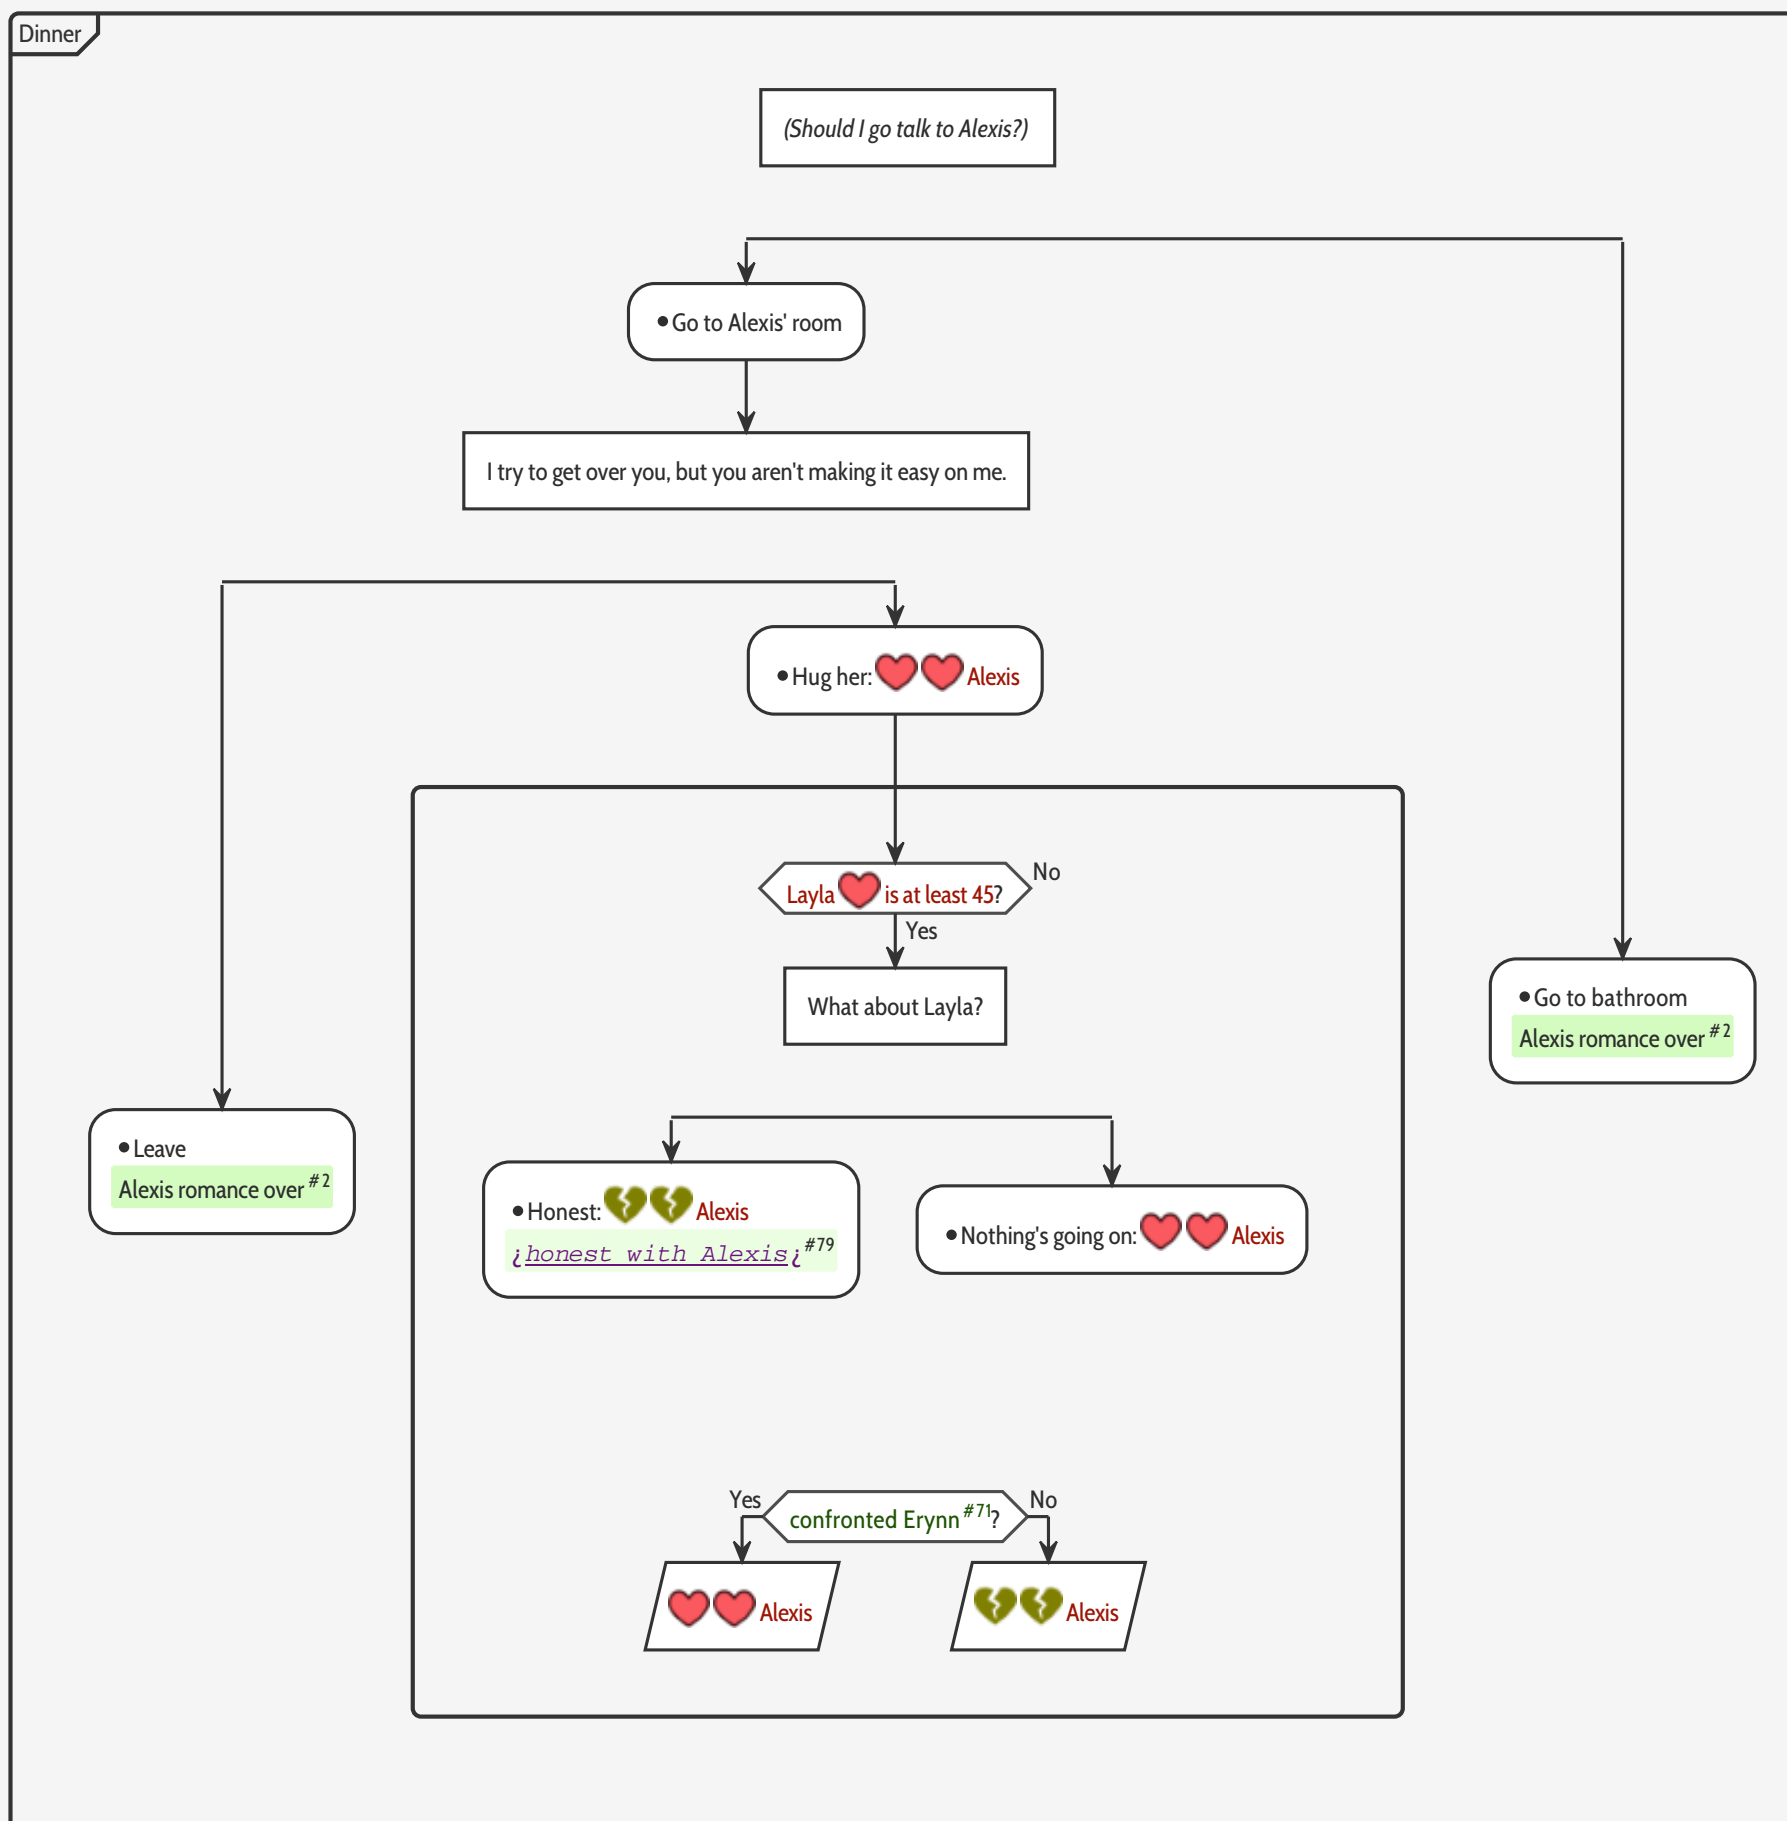 Dinner
(Should I go talk to Alexis?)
•Go to Alexis' room
I try to get over you, but you aren't making it easy on me.
•Hug her: Alexis
Layla is at least 45?
No
Yes
What about Layla?
•Go to bathroom
Alexis romance over #2
•Leave
Alexis romance over #2
•Honest: Alexis
¿honest with Alexis¿ #79
•Nothing's going on: Alexis
Yes
confronted Erynn #71?
No
Alexis
Alexis